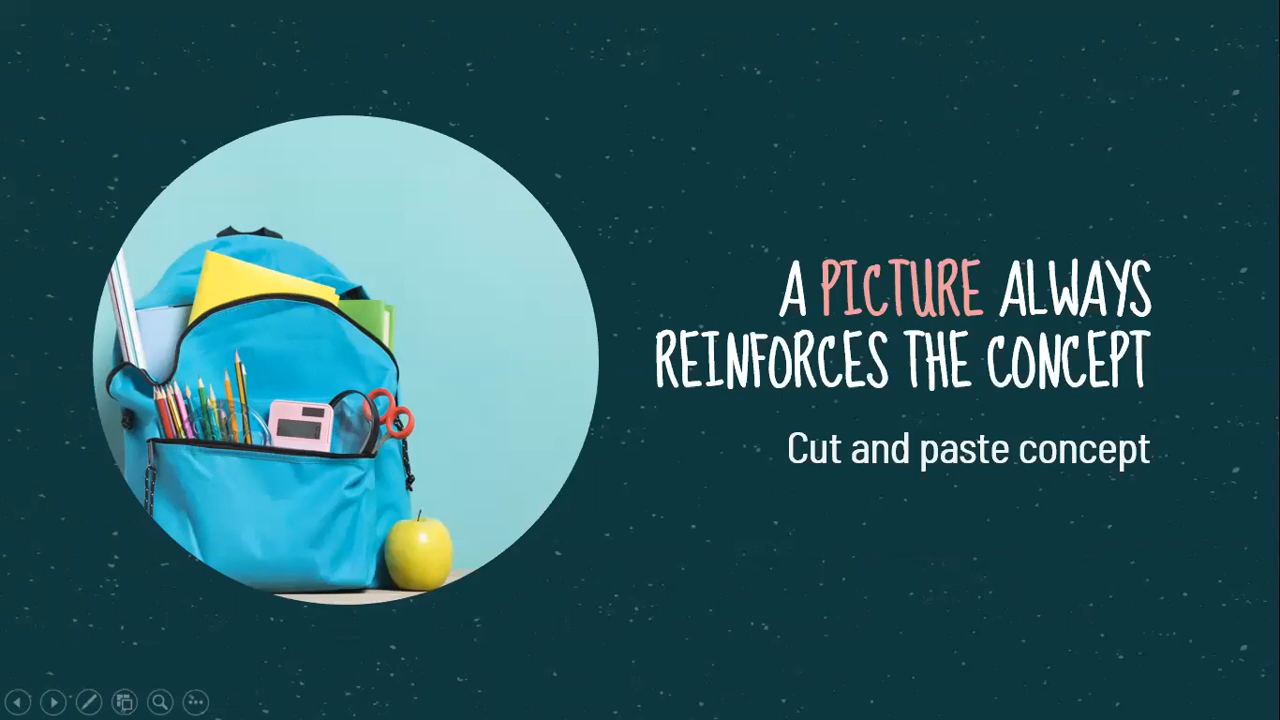 A PICTURE ALWAYS
REINFORCES THE CONCEPT
Cut and paste concept